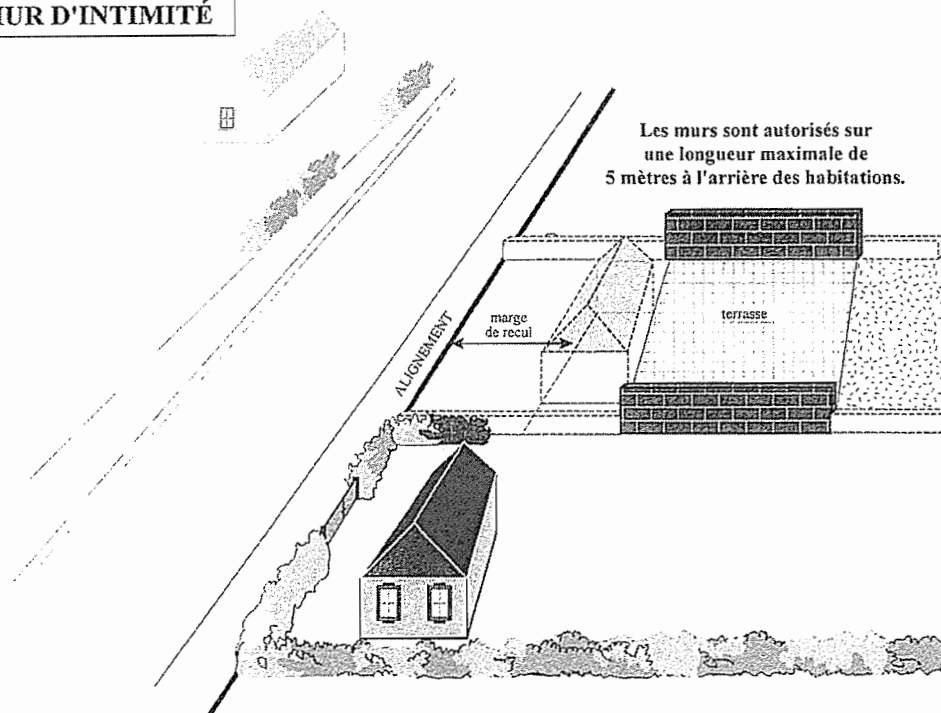 MUR D'INTIMITÉ
Les murs sont autorisés sur
une longueur maximale de
5 mètres à l'arrière des habitations.
ALIGNEMENT
marge
de recul
terrasse